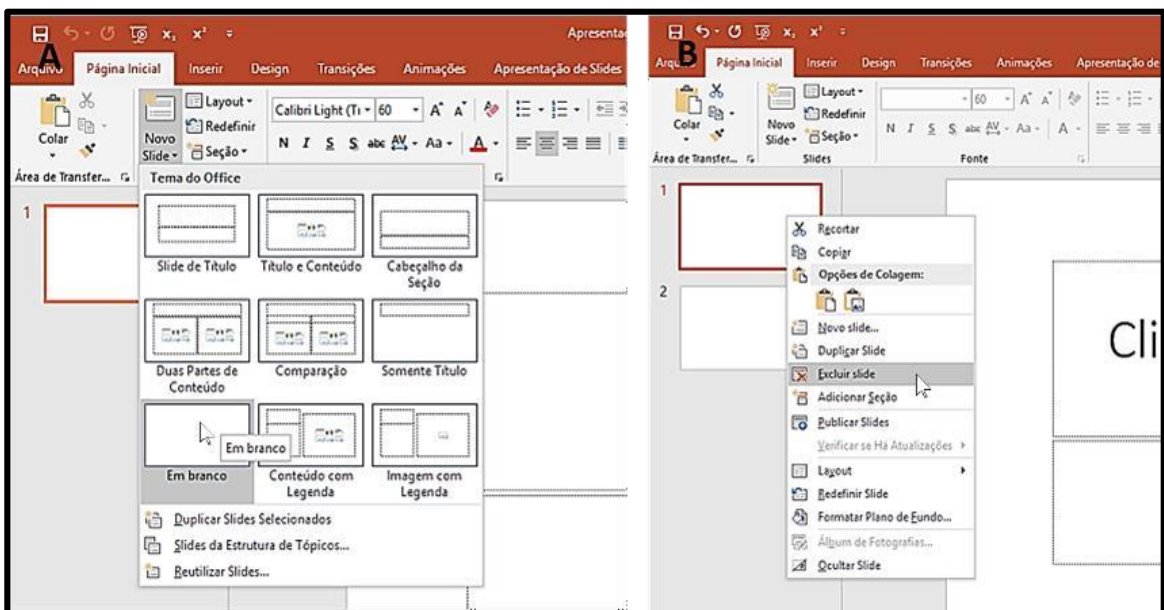 A
Apresenta
Arquivo Página Inicial Inserir Design Transições Animações Apresentação de Slides
Colar
Novo
Slide
Layout
Redefinir
Seção
Calibri Light (Tí 60 A A
N I S S abc AV Aa A
Área de Transfer...
Tema do Office
Slide de Título
Título e Conteúdo
Cabeçalho da
Seção
Duas Partes de
Conteúdo
Comparação
Somente Título
Em branco
Em branco
Conteúdo com
Legenda
Imagem com
Legenda
Duplicar Slides Selecionados
Slides da Estrutura de Tópicos...
Reutilizar Slides...
1
B
Página Inicial Inserir Design Transições Animações Apresentação de
Colar
Novo
Slide
Layout
Redefinir
Seção
60 A A
N I S S abc AV Aa A
Área de Transfer... Slides Fonte
1
2
Recortar
Copiar
Opções de Colagem:
Novo slide...
Duplicar Slide
Excluir slide
Adicionar Seção
Publicar Slides
Verificar se Há Atualizações
Layout
Redefinir Slide
Formatar Plano de Fundo...
Álbum de Fotografias...
Ocultar Slide
Cli